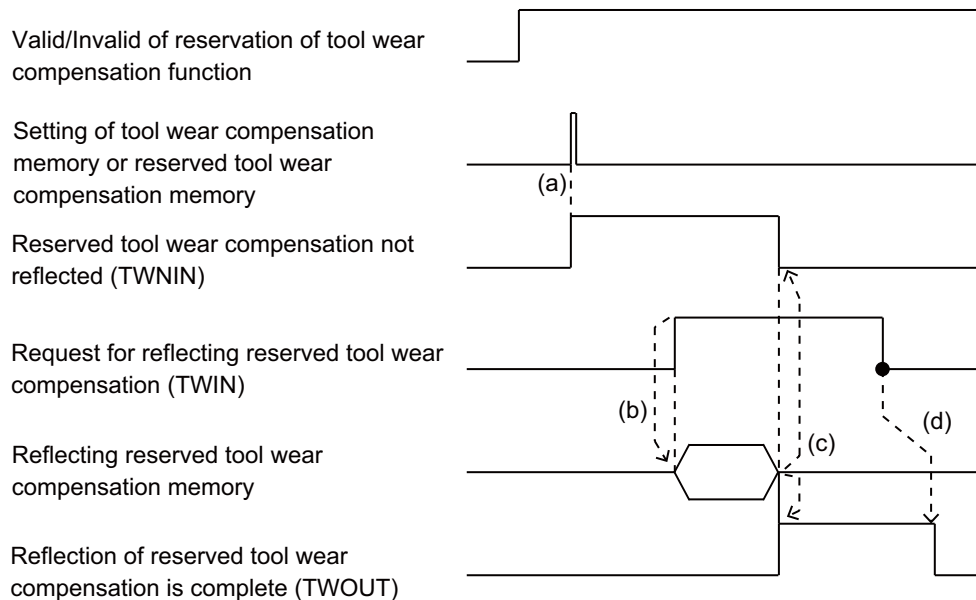 Valid/Invalid of reservation of tool wear
compensation function
Setting of tool wear compensation
memory or reserved tool wear
compensation memory
(a)
Reserved tool wear compensation not
reflected (TWNIN)
Request for reflecting reserved tool wear
compensation (TWIN)
(b)
(c)
(d)
Reflecting reserved tool wear
compensation memory
Reflection of reserved tool wear
compensation is complete (TWOUT)